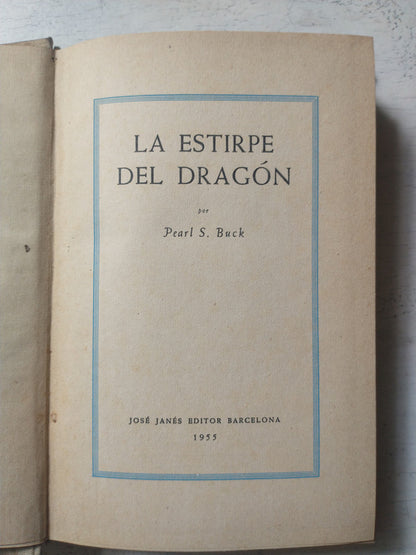 LA ESTIRPE
DEL DRAGÓN
por
Pearl S. Buck
JOSÉ JANÉS EDITOR BARCELONA
1955